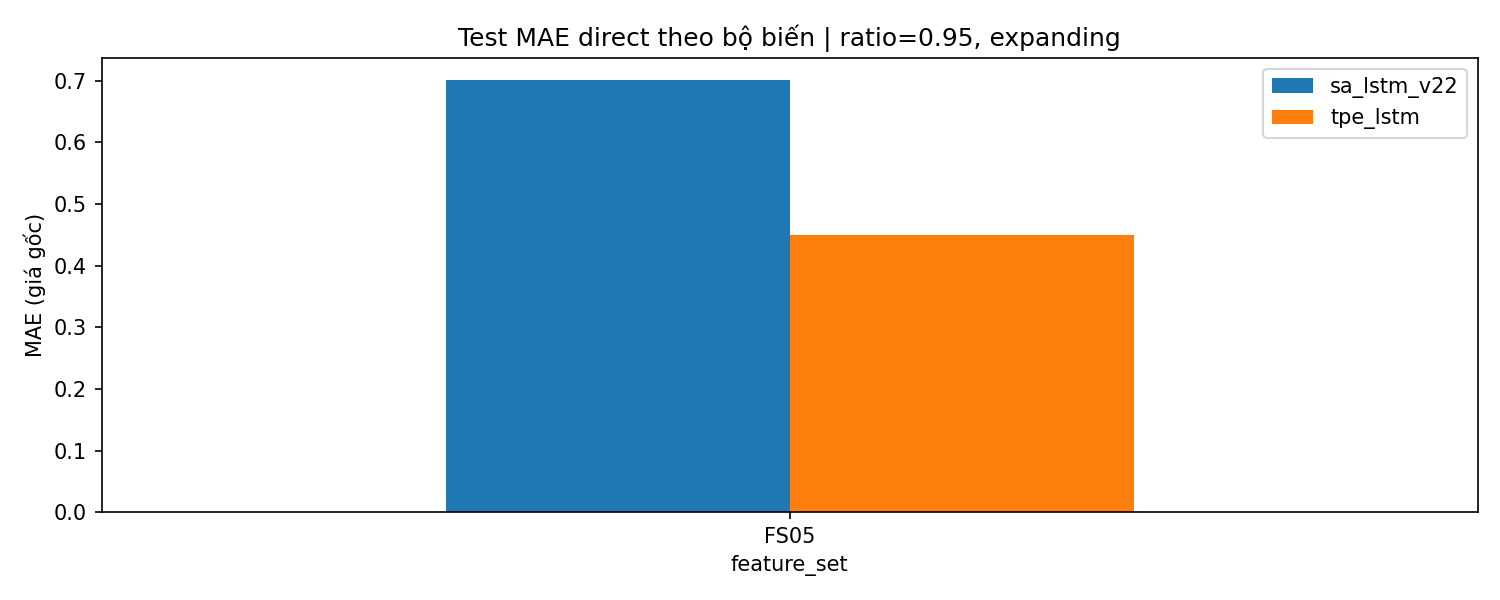 Test MAE direct theo bộ biến | ratio=0.95, expanding
sa_lstm_v22
tpe_lstm
MAE (giá gốc)
0.7
0.6
0.5
0.4
0.3
0.2
0.1
0.0
FS05
feature_set